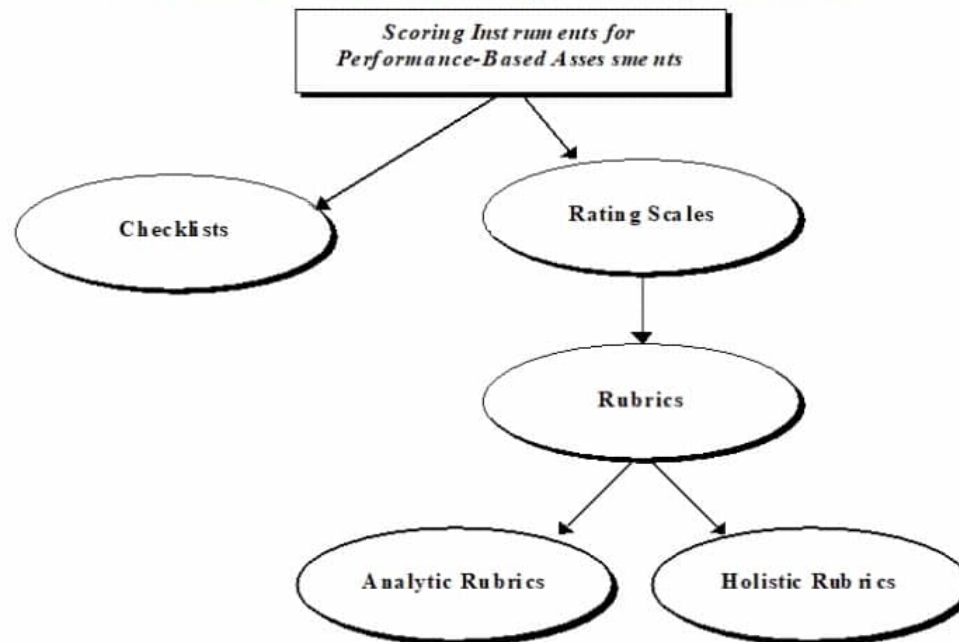 Scoring Instruments for
Performance-Based Assessments
Checklists
Rating Scales
Rubrics
Analytic Rubrics
Holistic Rubrics